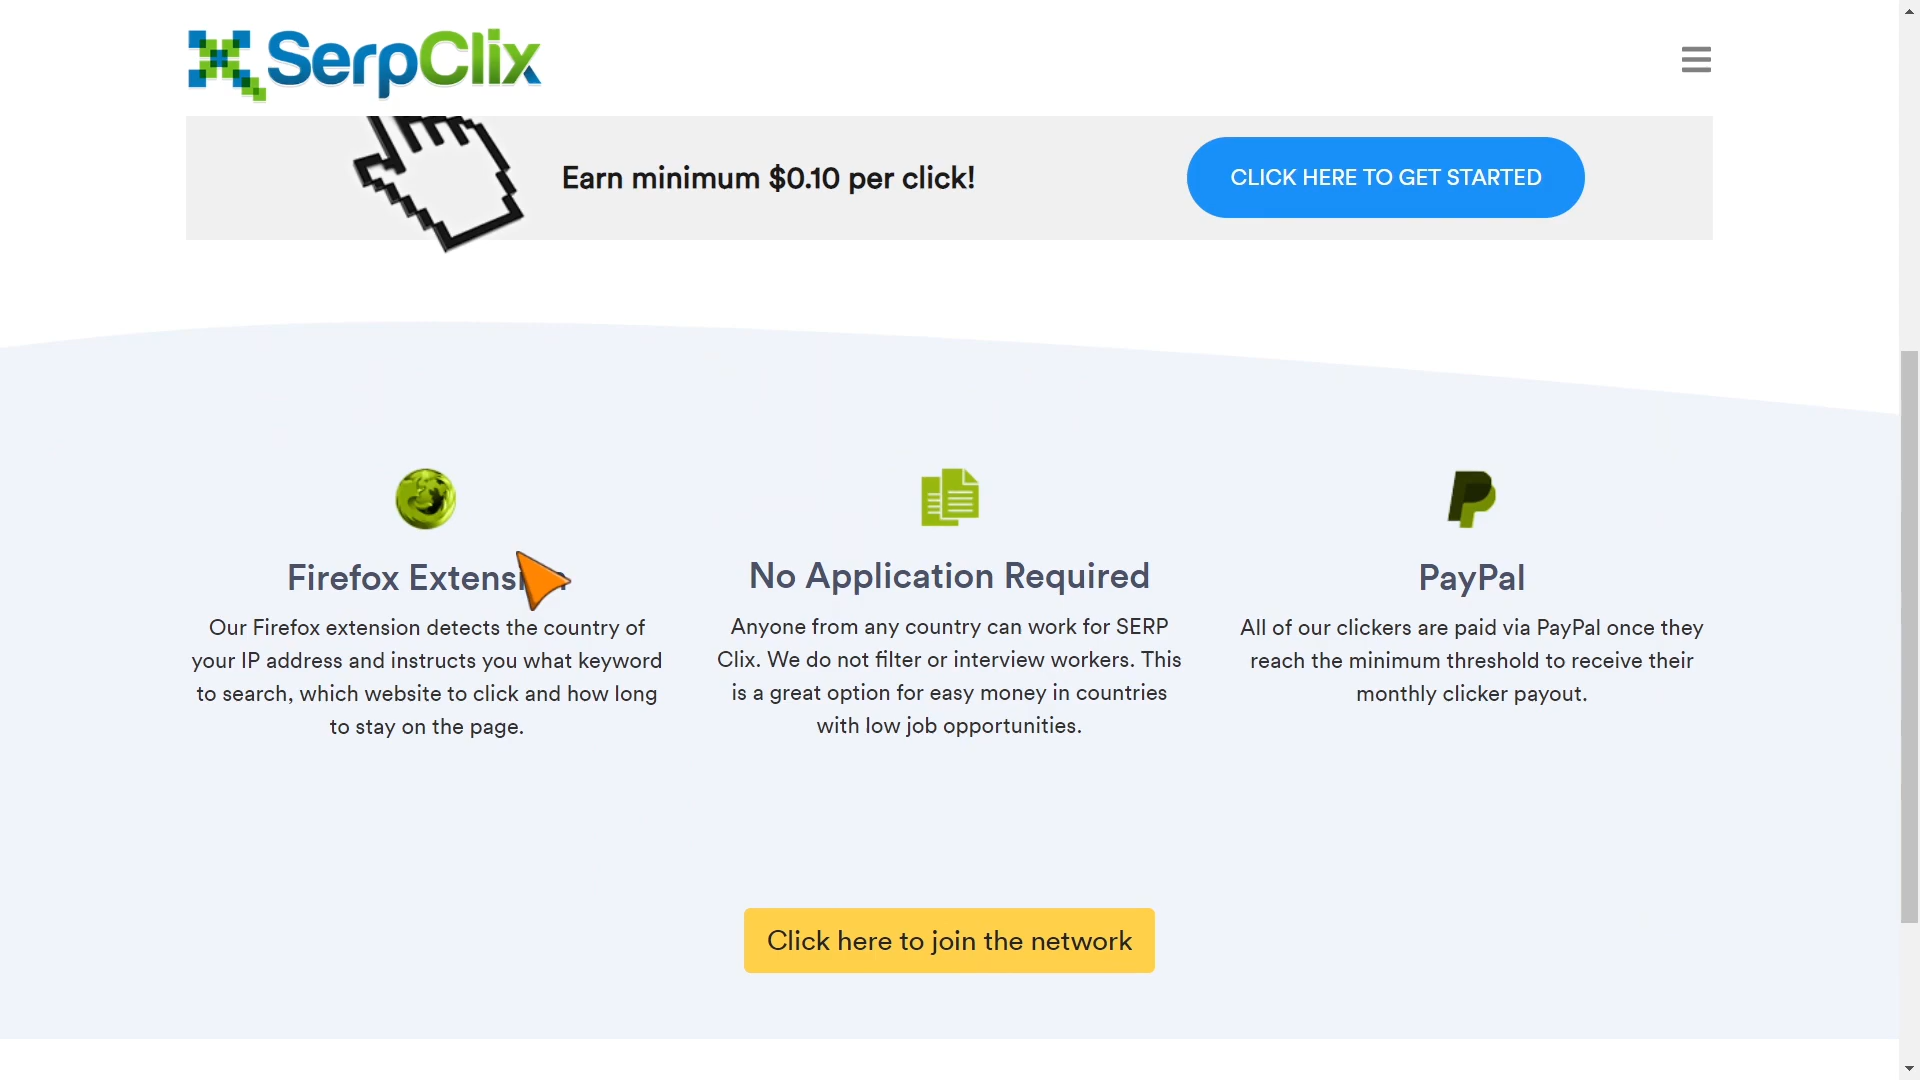 SerpClix
Earn minimum $0.10 per click!
CLICK HERE TO GET STARTED
Firefox Extension
Our Firefox extension detects the country of
your IP address and instructs you what keyword
to search, which website to click and how long
to stay on the page.
No Application Required
Anyone from any country can work for SERP
Clix. We do not filter or interview workers. This
is a great option for easy money in countries
with low job opportunities.
PayPal
All of our clickers are paid via PayPal once they
reach the minimum threshold to receive their
monthly clicker payout.
Click here to join the network